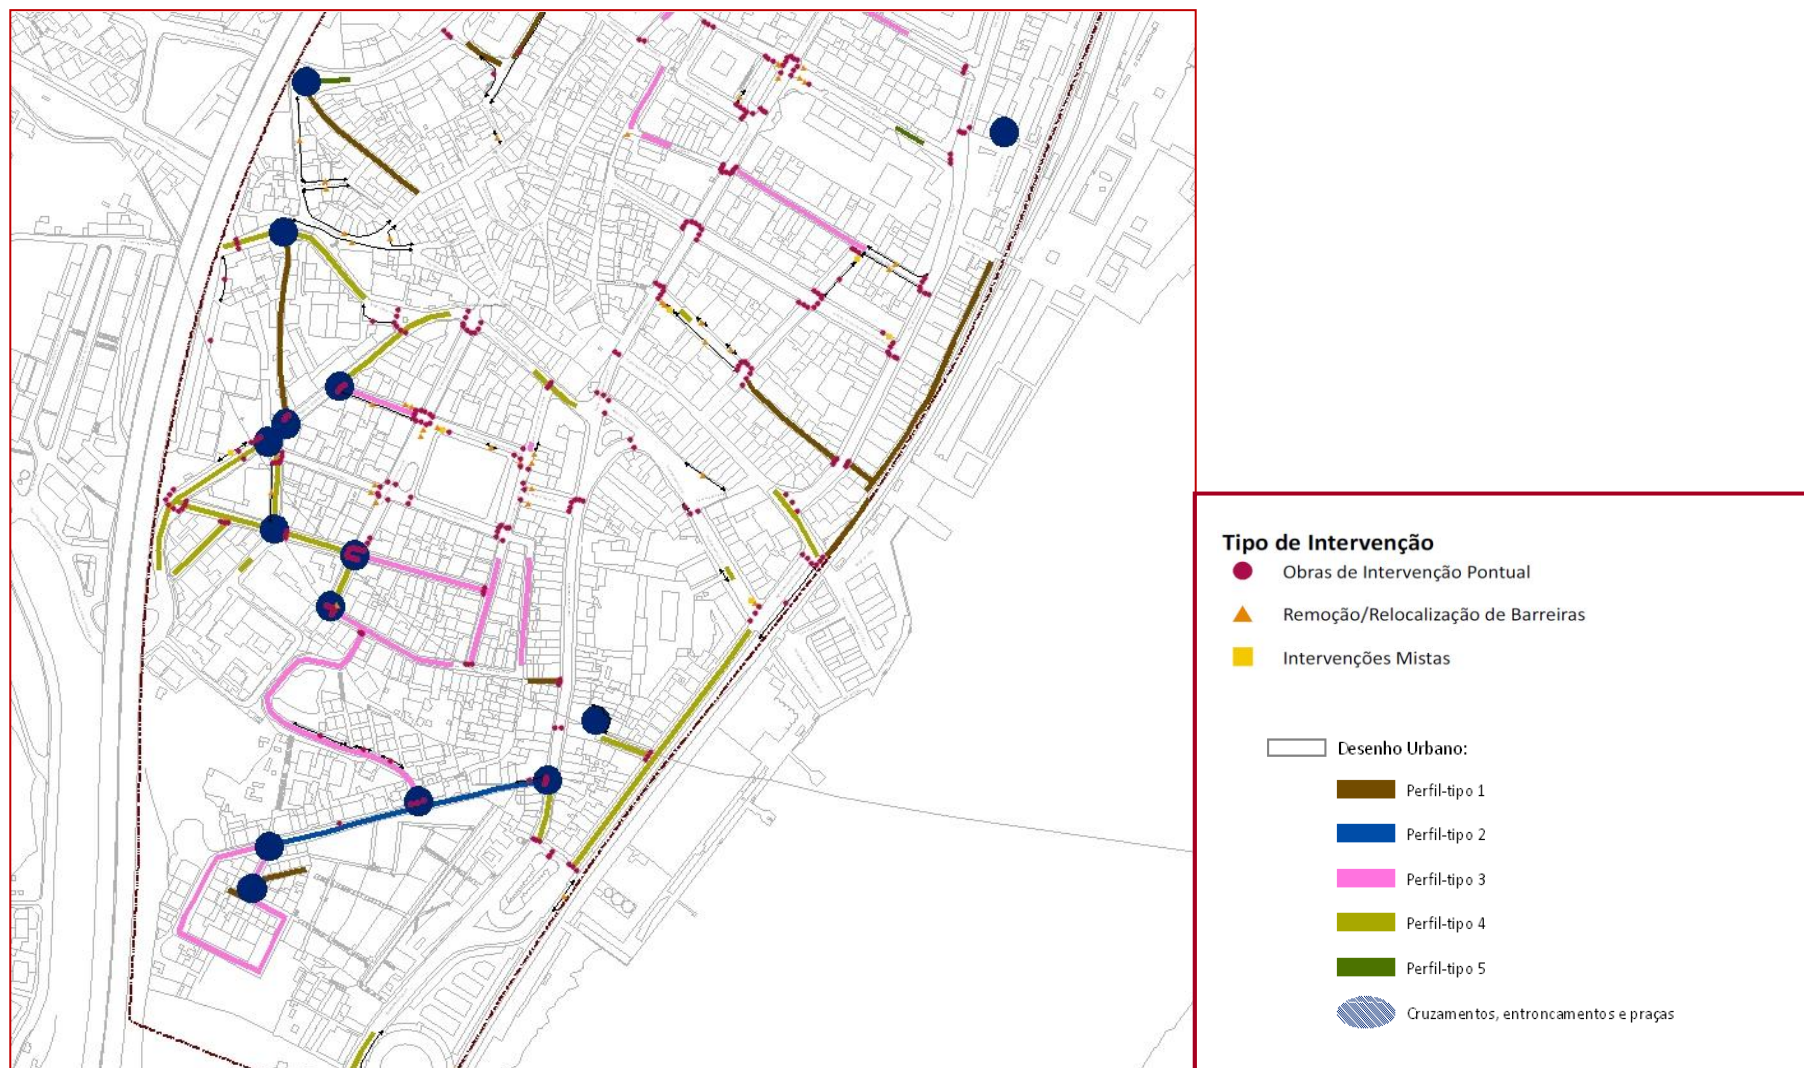 Tipo de Intervenção
Obras de Intervenção Pontual
Remoção/Relocalização de Barreiras
Intervenções Mistas
Desenho Urbano:
Perfil-tipo 1
Perfil-tipo 2
Perfil-tipo 3
Perfil-tipo 4
Perfil-tipo 5
Cruzamentos, entroncamentos e praças